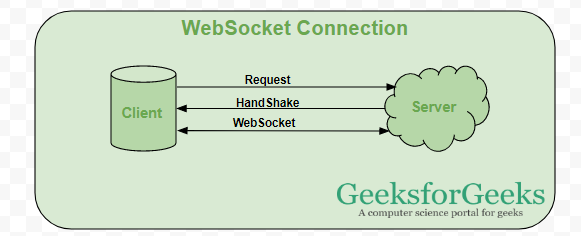 WebSocket Connection
Request
HandShake
WebSocket
Client
Server
GeeksforGeeks
A computer science portal for geeks